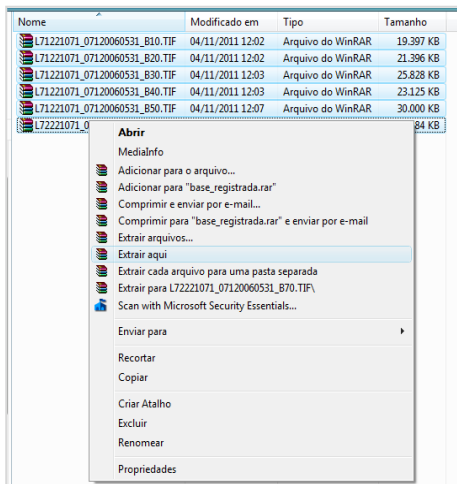 Nome Modificado em Tipo Tamanho
L71221071_07120060531_B10.TIF 04/11/2011 12:02 Arquivo do WinRAR 19.397 KB
L71221071_07120060531_B20.TIF 04/11/2011 12:02 Arquivo do WinRAR 21.396 KB
L71221071_07120060531_B30.TIF 04/11/2011 12:03 Arquivo do WinRAR 25.828 KB
L71221071_07120060531_B40.TIF 04/11/2011 12:03 Arquivo do WinRAR 23.125 KB
L71221071_07120060531_B50.TIF 04/11/2011 12:07 Arquivo do WinRAR 30.000 KB
L72221071_0 84 KB
Abrir
MediaInfo
Adicionar para o arquivo...
Adicionar para "base_registrada.rar"
Comprimir e enviar por e-mail...
Comprimir para "base_registrada.rar" e enviar por e-mail
Extrair arquivos...
Extrair aqui
Extrair cada arquivo para uma pasta separada
Extrair para L72221071_07120060531_B70.TIF\
Scan with Microsoft Security Essentials...
Enviar para
Recortar
Copiar
Criar Atalho
Excluir
Renomear
Propriedades